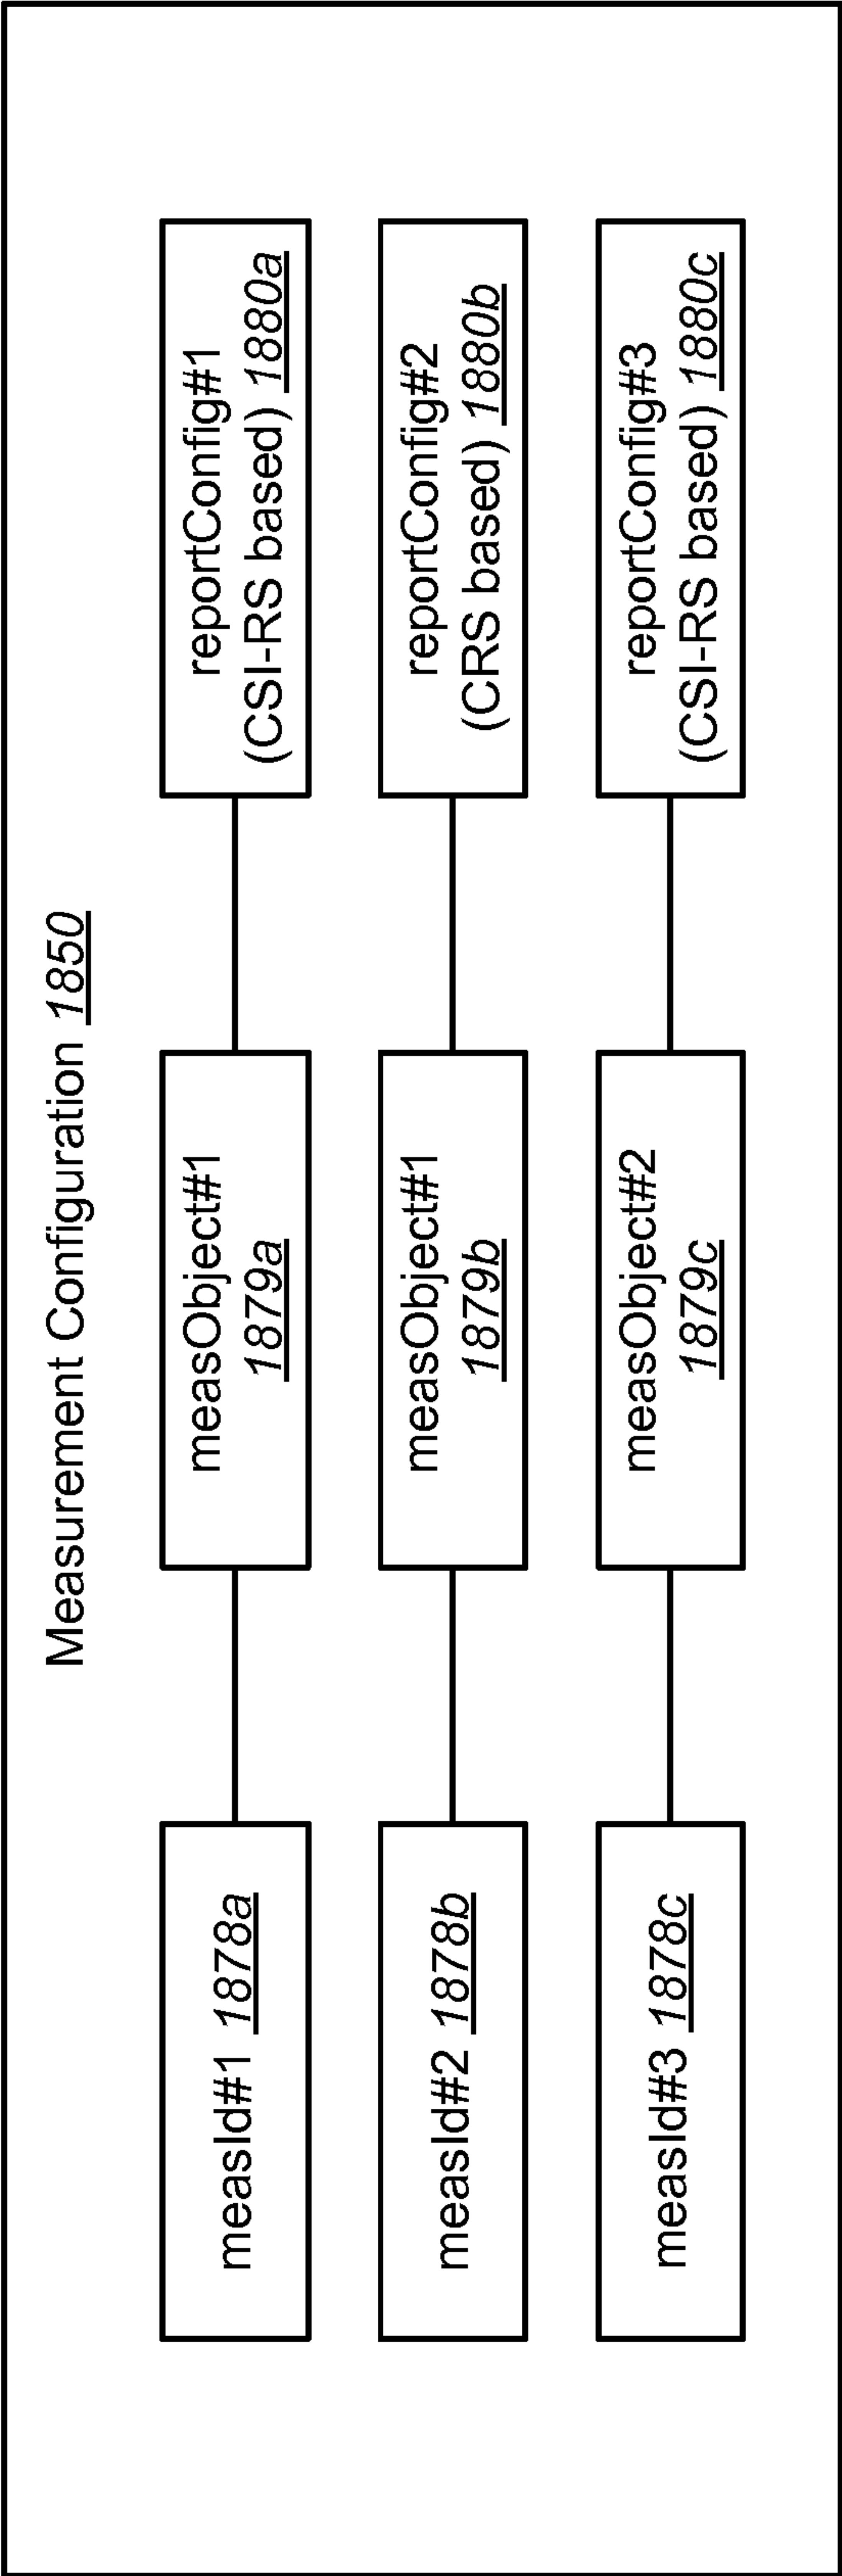 Measurement Configuration 1850
measId#1 1878a
measObject#1
1879a
reportConfig#1
(CSI-RS based) 1880a
measId#2 1878b
measObject#1
1879b
reportConfig#2
(CRS based) 1880b
measId#3 1878c
measObject#2
1879c
reportConfig#3
(CSI-RS based) 1880c